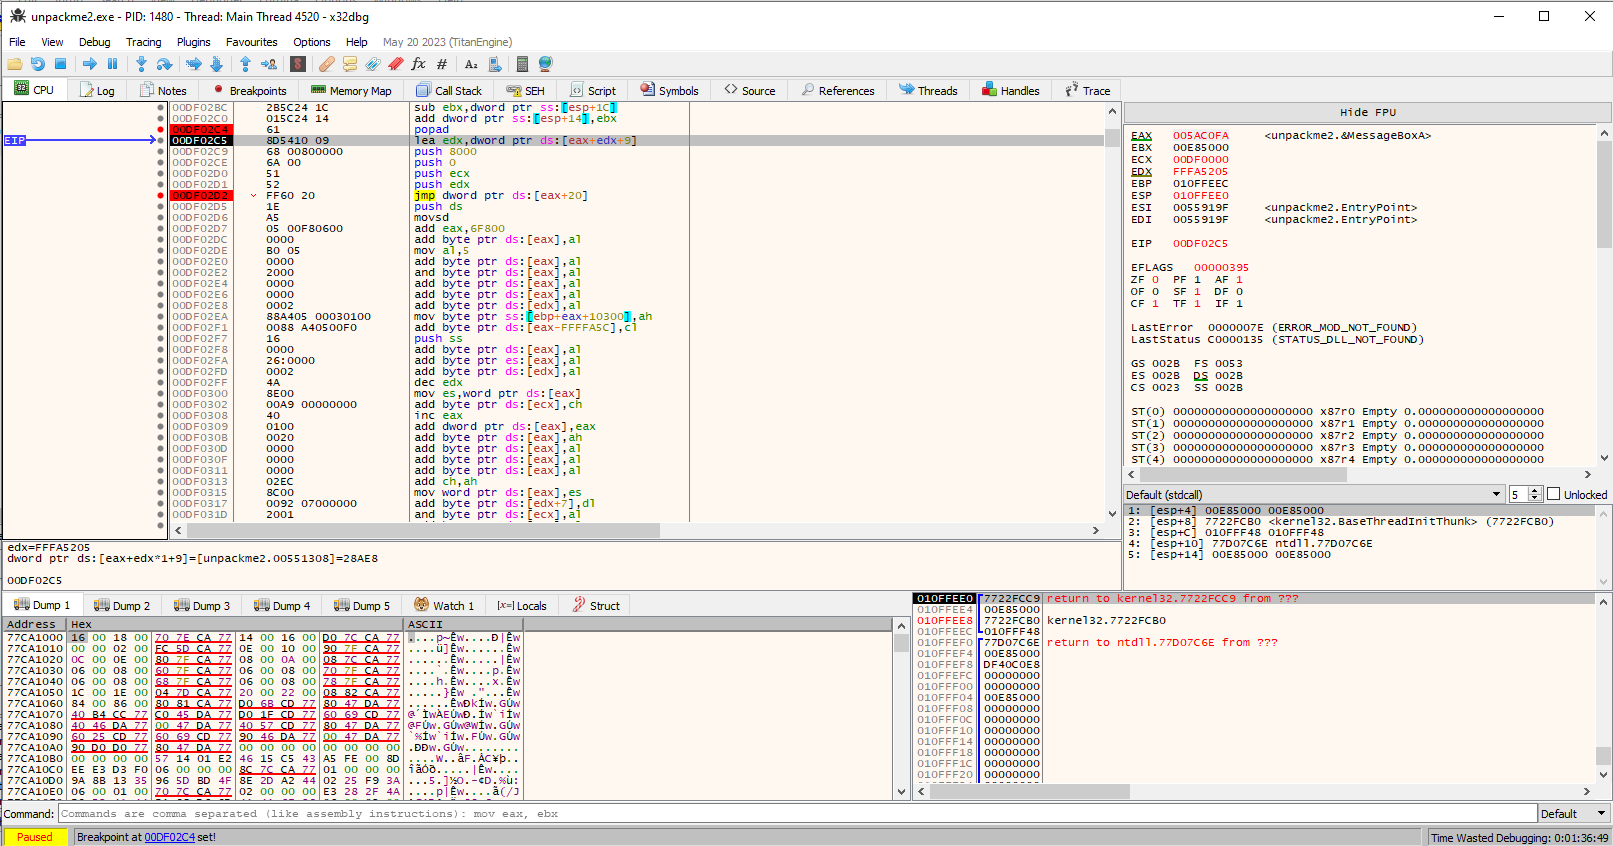 unpackme2.exe - PID: 1480 - Thread: Main Thread 4520 - x32dbg
File View Debug Tracing Plugins Favourites Options Help May 20 2023 (TitanEngine)
CPU Log Notes Breakpoints Memory Map Call Stack SEH Script Symbols Source References Threads Handles Trace
00DF02BC 2B5C24 1C sub ebx,dword ptr ss:[esp+1C]
00DF02C0 015C24 14 add dword ptr ss:[esp+14],ebx
00DF02C4 61 popad
EIP 00DF02C5 8D5410 09 lea edx,dword ptr ds:[eax+edx+9]
00DF02C9 68 00800000 push 8000
00DF02CE 6A 00 push 0
00DF02D0 51 push ecx
00DF02D1 52 push edx
00DF02D2 FF60 20 jmp dword ptr ds:[eax+20]
00DF02D5 1E push ds
00DF02D6 A5 movsd
00DF02D7 05 00F80600 add eax,6F800
00DF02DC 0000 add byte ptr ds:[eax],al
00DF02DE B0 05 mov al,5
00DF02E0 0000 add byte ptr ds:[eax],al
00DF02E2 2000 and byte ptr ds:[eax],al
00DF02E4 0000 add byte ptr ds:[eax],al
00DF02E6 0000 add byte ptr ds:[eax],al
00DF02E8 0002 add byte ptr ds:[edx],al
00DF02EA 88A405 00030100 mov byte ptr ss:[ebp+eax+10300],ah
00DF02F1 0088 A40500F0 add byte ptr ds:[eax-FFFFA5C],cl
00DF02F7 16 push ss
00DF02F8 0000 add byte ptr ds:[eax],al
00DF02FA 26:0000 add byte ptr es:[eax],al
00DF02FD 0002 add byte ptr ds:[edx],al
00DF02FF 4A dec edx
00DF0300 8E00 mov es,word ptr ds:[eax]
00DF0302 00A9 00000000 add byte ptr ds:[ecx],ch
00DF0308 40 inc eax
00DF0309 0100 add dword ptr ds:[eax],eax
00DF030B 0020 add byte ptr ds:[eax],ah
00DF030D 0000 add byte ptr ds:[eax],al
00DF030F 0000 add byte ptr ds:[eax],al
00DF0311 0000 add byte ptr ds:[eax],al
00DF0313 02EC add ch,ah
00DF0315 8C00 mov word ptr ds:[eax],es
00DF0317 0092 07000000 add byte ptr ds:[edx+7],dl
00DF031D 2001 and byte ptr ds:[ecx],al
Hide FPU
EAX 005AC0FA <unpackme2.&MessageBoxA>
EBX 00E85000
ECX 00DF0000
EDX FFFA5205
EBP 010FFEEC
ESP 010FFEE0
ESI 0055919F <unpackme2.EntryPoint>
EDI 0055919F <unpackme2.EntryPoint>
EIP 00DF02C5
EFLAGS 00000395
ZF 0 PF 1 AF 1
OF 0 SF 1 DF 0
CF 1 TF 1 IF 1
LastError 0000007E (ERROR_MOD_NOT_FOUND)
LastStatus C0000135 (STATUS_DLL_NOT_FOUND)
GS 002B FS 0053
ES 002B DS 002B
CS 0023 SS 002B
ST(0) 00000000000000000000 x87r0 Empty 0.000000000000000000
ST(1) 00000000000000000000 x87r1 Empty 0.000000000000000000
ST(2) 00000000000000000000 x87r2 Empty 0.000000000000000000
ST(3) 00000000000000000000 x87r3 Empty 0.000000000000000000
ST(4) 00000000000000000000 x87r4 Empty 0.000000000000000000
Default (stdcall) 5 Unlocked
1: [esp+4] 00E85000 00E85000
2: [esp+8] 7722FCB0 <kernel32.BaseThreadInitThunk> (7722FCB0)
3: [esp+C] 010FFF48 010FFF48
4: [esp+10] 77D07C6E ntdll.77D07C6E
5: [esp+14] 00E85000 00E85000
edx=FFFA5205
dword ptr ds:[eax+edx*1+9]=[unpackme2.00551308]=28AE8
00DF02C5
Dump 1 Dump 2 Dump 3 Dump 4 Dump 5 Watch 1 [x=] Locals Struct
Address Hex ASCII
77CA1000 16 00 18 00 70 7E CA 77 14 00 16 00 D0 7C CA 77 ....p~Êw....Ð|Êw
77CA1010 00 00 02 00 FC 5D CA 77 0E 00 10 00 90 7F CA 77 ....ü]Êw......Êw
77CA1020 0C 00 0E 00 80 7F CA 77 08 00 0A 00 08 7C CA 77 ......Êw.....|Êw
77CA1030 06 00 08 00 60 7F CA 77 06 00 08 00 70 7F CA 77 ....`.Êw....p.Êw
77CA1040 06 00 08 00 68 7F CA 77 06 00 08 00 78 7F CA 77 ....h.Êw....x.Êw
77CA1050 1C 00 1E 00 04 7D CA 77 20 00 22 00 08 82 CA 77 .....}Êw ."...Êw
77CA1060 84 00 86 00 80 81 CA 77 D0 6B CD 77 80 47 DA 77 ......ÊwÐkÍw.GÚw
77CA1070 40 B4 CC 77 C0 45 DA 77 D0 1F CD 77 60 69 CD 77 @´ÌwÀEÚwÐ.Íw`iÍw
77CA1080 40 46 DA 77 00 47 DA 77 40 57 CD 77 80 47 DA 77 @FÚw.GÚw@WÍw.GÚw
77CA1090 60 25 CD 77 60 69 CD 77 90 46 DA 77 00 47 DA 77 `%Íw`iÍw.FÚw.GÚw
77CA10A0 90 D0 D0 77 80 47 DA 77 00 00 00 00 00 00 00 00 .ÐÐw.GÚw........
77CA10B0 00 00 00 00 57 14 01 E2 46 15 C5 43 A5 FE 00 8D ....W..âF.ÅC¥þ..
77CA10C0 EE E3 D3 F0 06 00 00 00 8C 7C CA 77 01 00 00 00 îãÓð.....|Êw....
77CA10D0 9A 8B 13 35 96 5D BD 4F 8E 2D A2 44 02 25 F9 3A ...5.]½O.-¢D.%ù:
77CA10E0 06 00 01 00 70 7C CA 77 02 00 00 00 E3 28 2F 4A ....p|Êw....ã(/J
010FFEE0 7722FCC9 return to kernel32.7722FCC9 from ???
010FFEE4 00E85000
010FFEE8 7722FCB0 kernel32.7722FCB0
010FFEEC 010FFF48
010FFEF0 77D07C6E return to ntdll.77D07C6E from ???
010FFEF4 00E85000
010FFEF8 DF40C0E8
010FFEFC 00000000
010FFF00 00000000
010FFF04 00E85000
010FFF08 00000000
010FFF0C 00000000
010FFF10 00000000
010FFF14 00000000
010FFF18 00000000
010FFF1C 00000000
010FFF20 00000000
Command: Commands are comma separated (like assembly instructions): mov eax, ebx Default
Paused Breakpoint at 00DF02C4 set! Time Wasted Debugging: 0:01:36:49